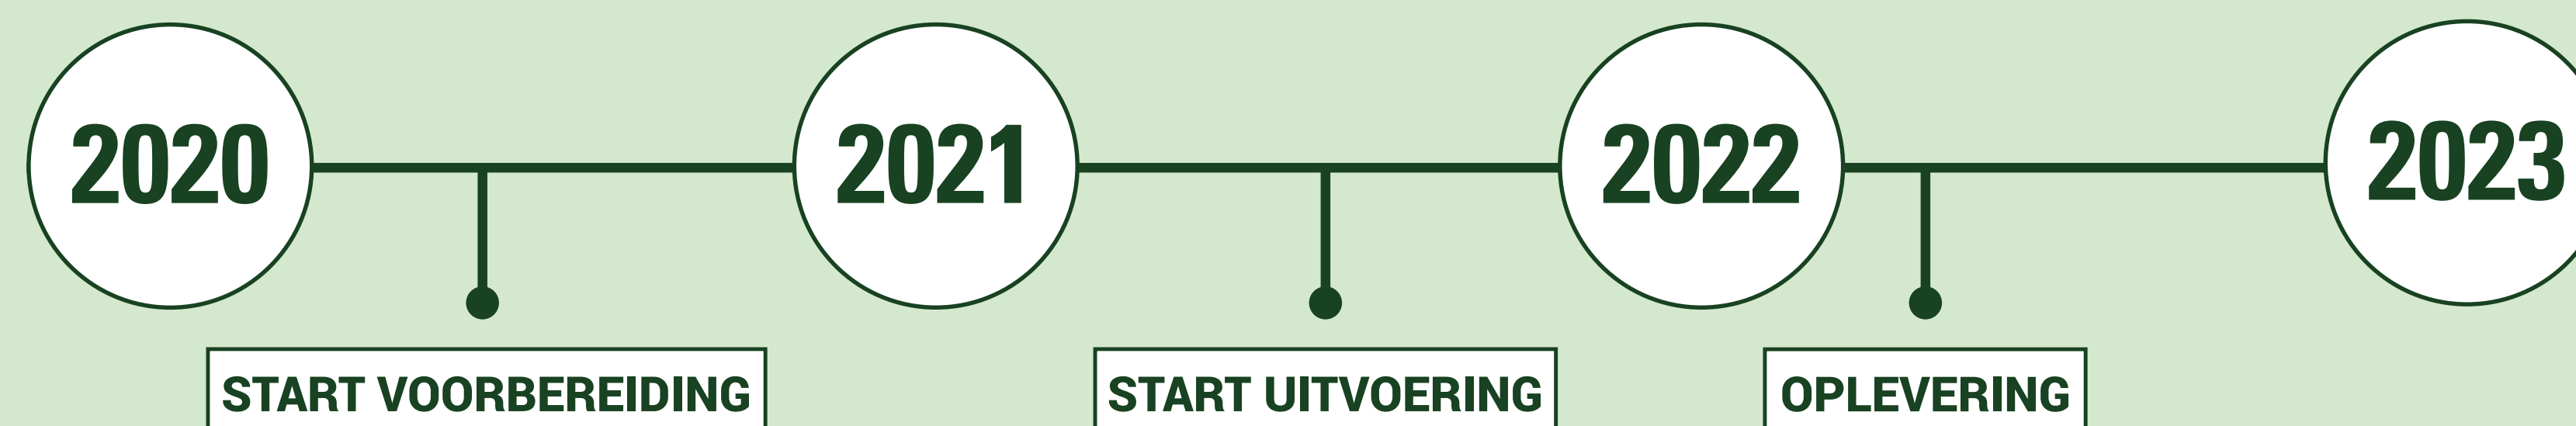 2020
2021
2022
2023
START VOORBEREIDING
START UITVOERING
OPLEVERING